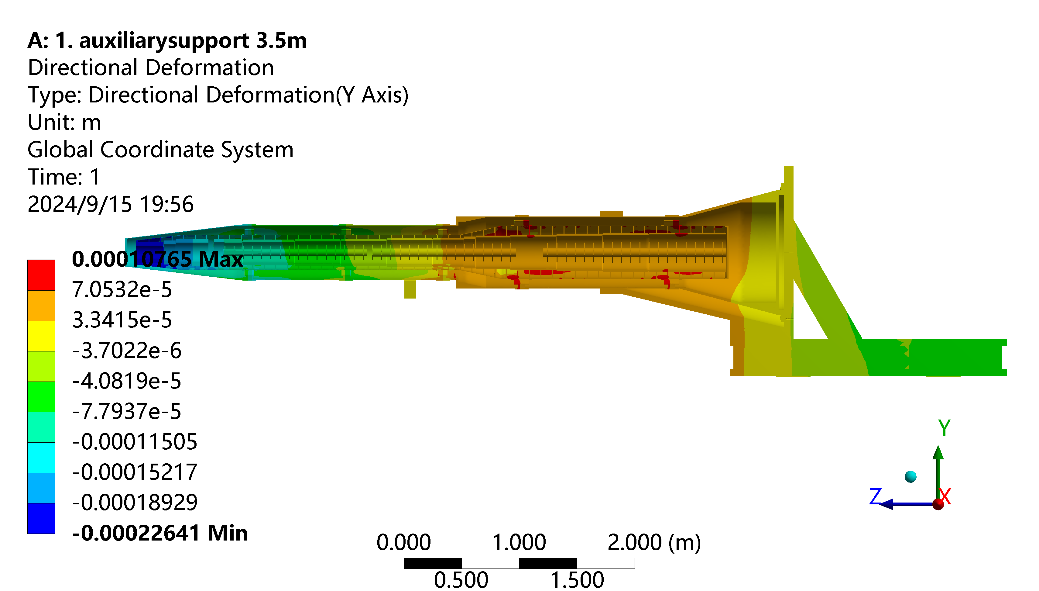 A: 1. auxiliarysupport 3.5m
Directional Deformation
Type: Directional Deformation(Y Axis)
Unit: m
Global Coordinate System
Time: 1
2024/9/15 19:56
0.00010765 Max
7.0532e-5
3.3415e-5
-3.7022e-6
-4.0819e-5
-7.7937e-5
-0.00011505
-0.00015217
-0.00018929
-0.00022641 Min
Y
Z
X
0.000 1.000 2.000 (m)
0.500 1.500